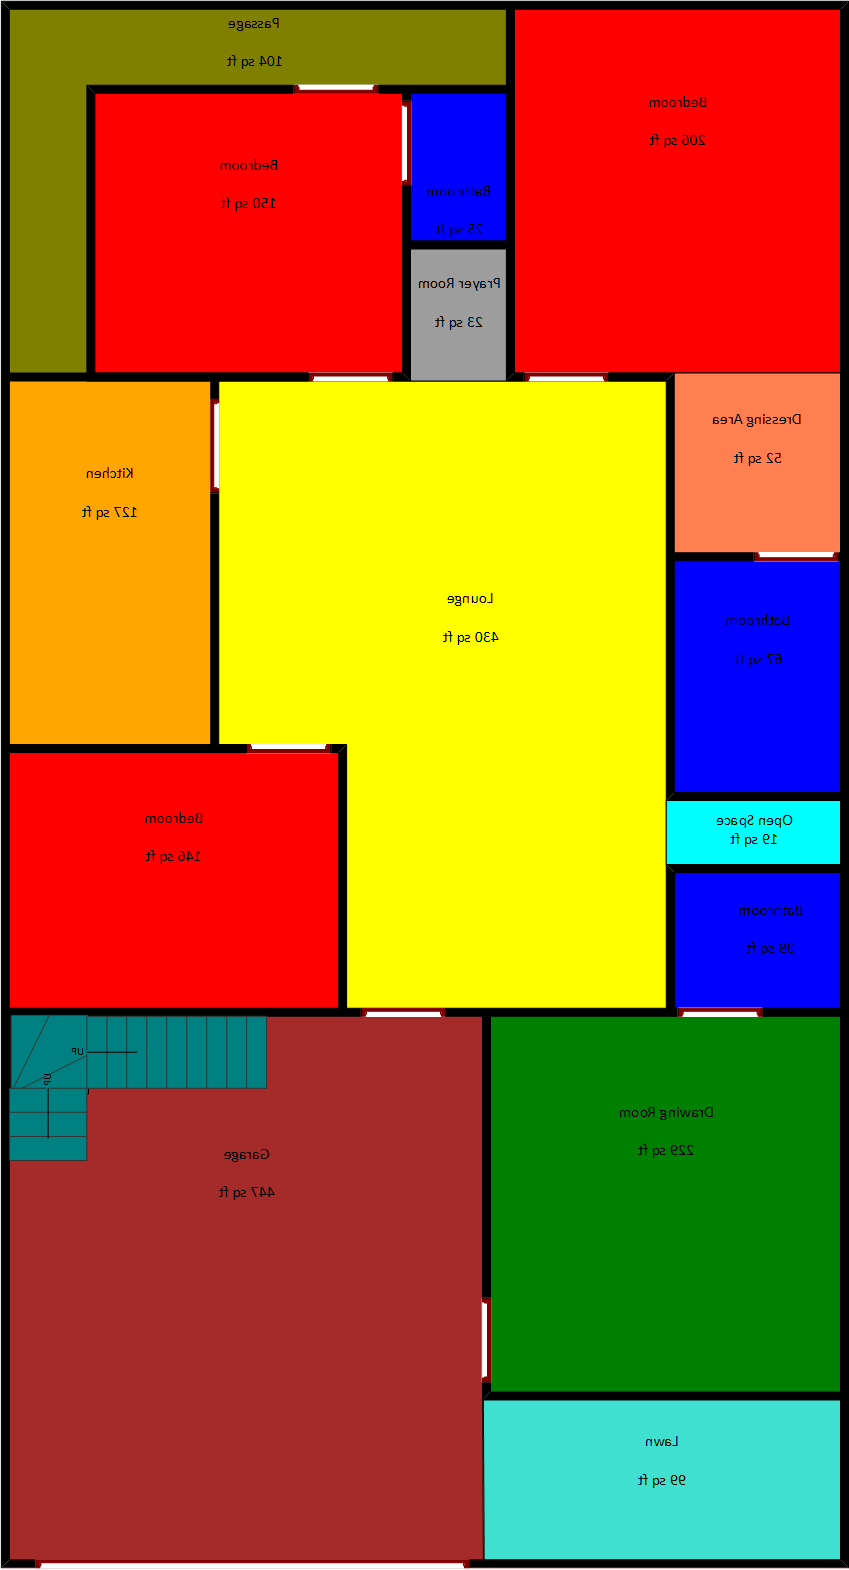 Passage
104 sq ft
Bedroom
206 sq ft
Bedroom
150 sq ft
Bathroom
25 sq ft
Prayer Room
23 sq ft
Dressing Area
52 sq ft
Kitchen
127 sq ft
Lounge
430 sq ft
Bathroom
67 sq ft
Bedroom
146 sq ft
Open Space
19 sq ft
Bathroom
39 sq ft
UP
UP
Drawing Room
229 sq ft
Garage
447 sq ft
Lawn
99 sq ft